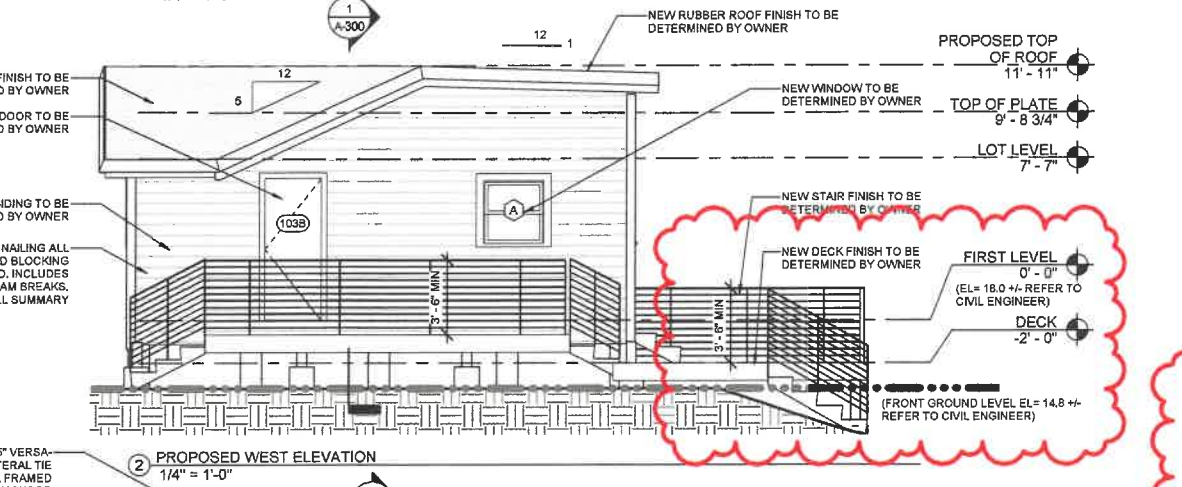 1
A-300
12
1
NEW RUBBER ROOF FINISH TO BE
DETERMINED BY OWNER
PROPOSED TOP
OF ROOF
11' - 11"
FINISH TO BE
D BY OWNER
12
5
NEW WINDOW TO BE
DETERMINED BY OWNER
TOP OF PLATE
9' - 8 3/4"
DOOR TO BE
D BY OWNER
LOT LEVEL
7' - 7"
IDING TO BE
D BY OWNER
103B
A
NEW STAIR FINISH TO BE
DETERMINED BY OWNER
NAILING ALL
D BLOCKING
O. INCLUDES
AM BREAKS.
LL SUMMARY
NEW DECK FINISH TO BE
DETERMINED BY OWNER
FIRST LEVEL
0' - 0"
(EL= 18.0 +/- REFER TO
CIVIL ENGINEER)
3' - 6" MIN
3' - 6" MIN
DECK
-2' - 0"
(FRONT GROUND LEVEL EL= 14.8 +/-
REFER TO CIVIL ENGINEER)
5" VERSA-
TERAL TIE
FRAMED
2
PROPOSED WEST ELEVATION
1/4" = 1'-0"